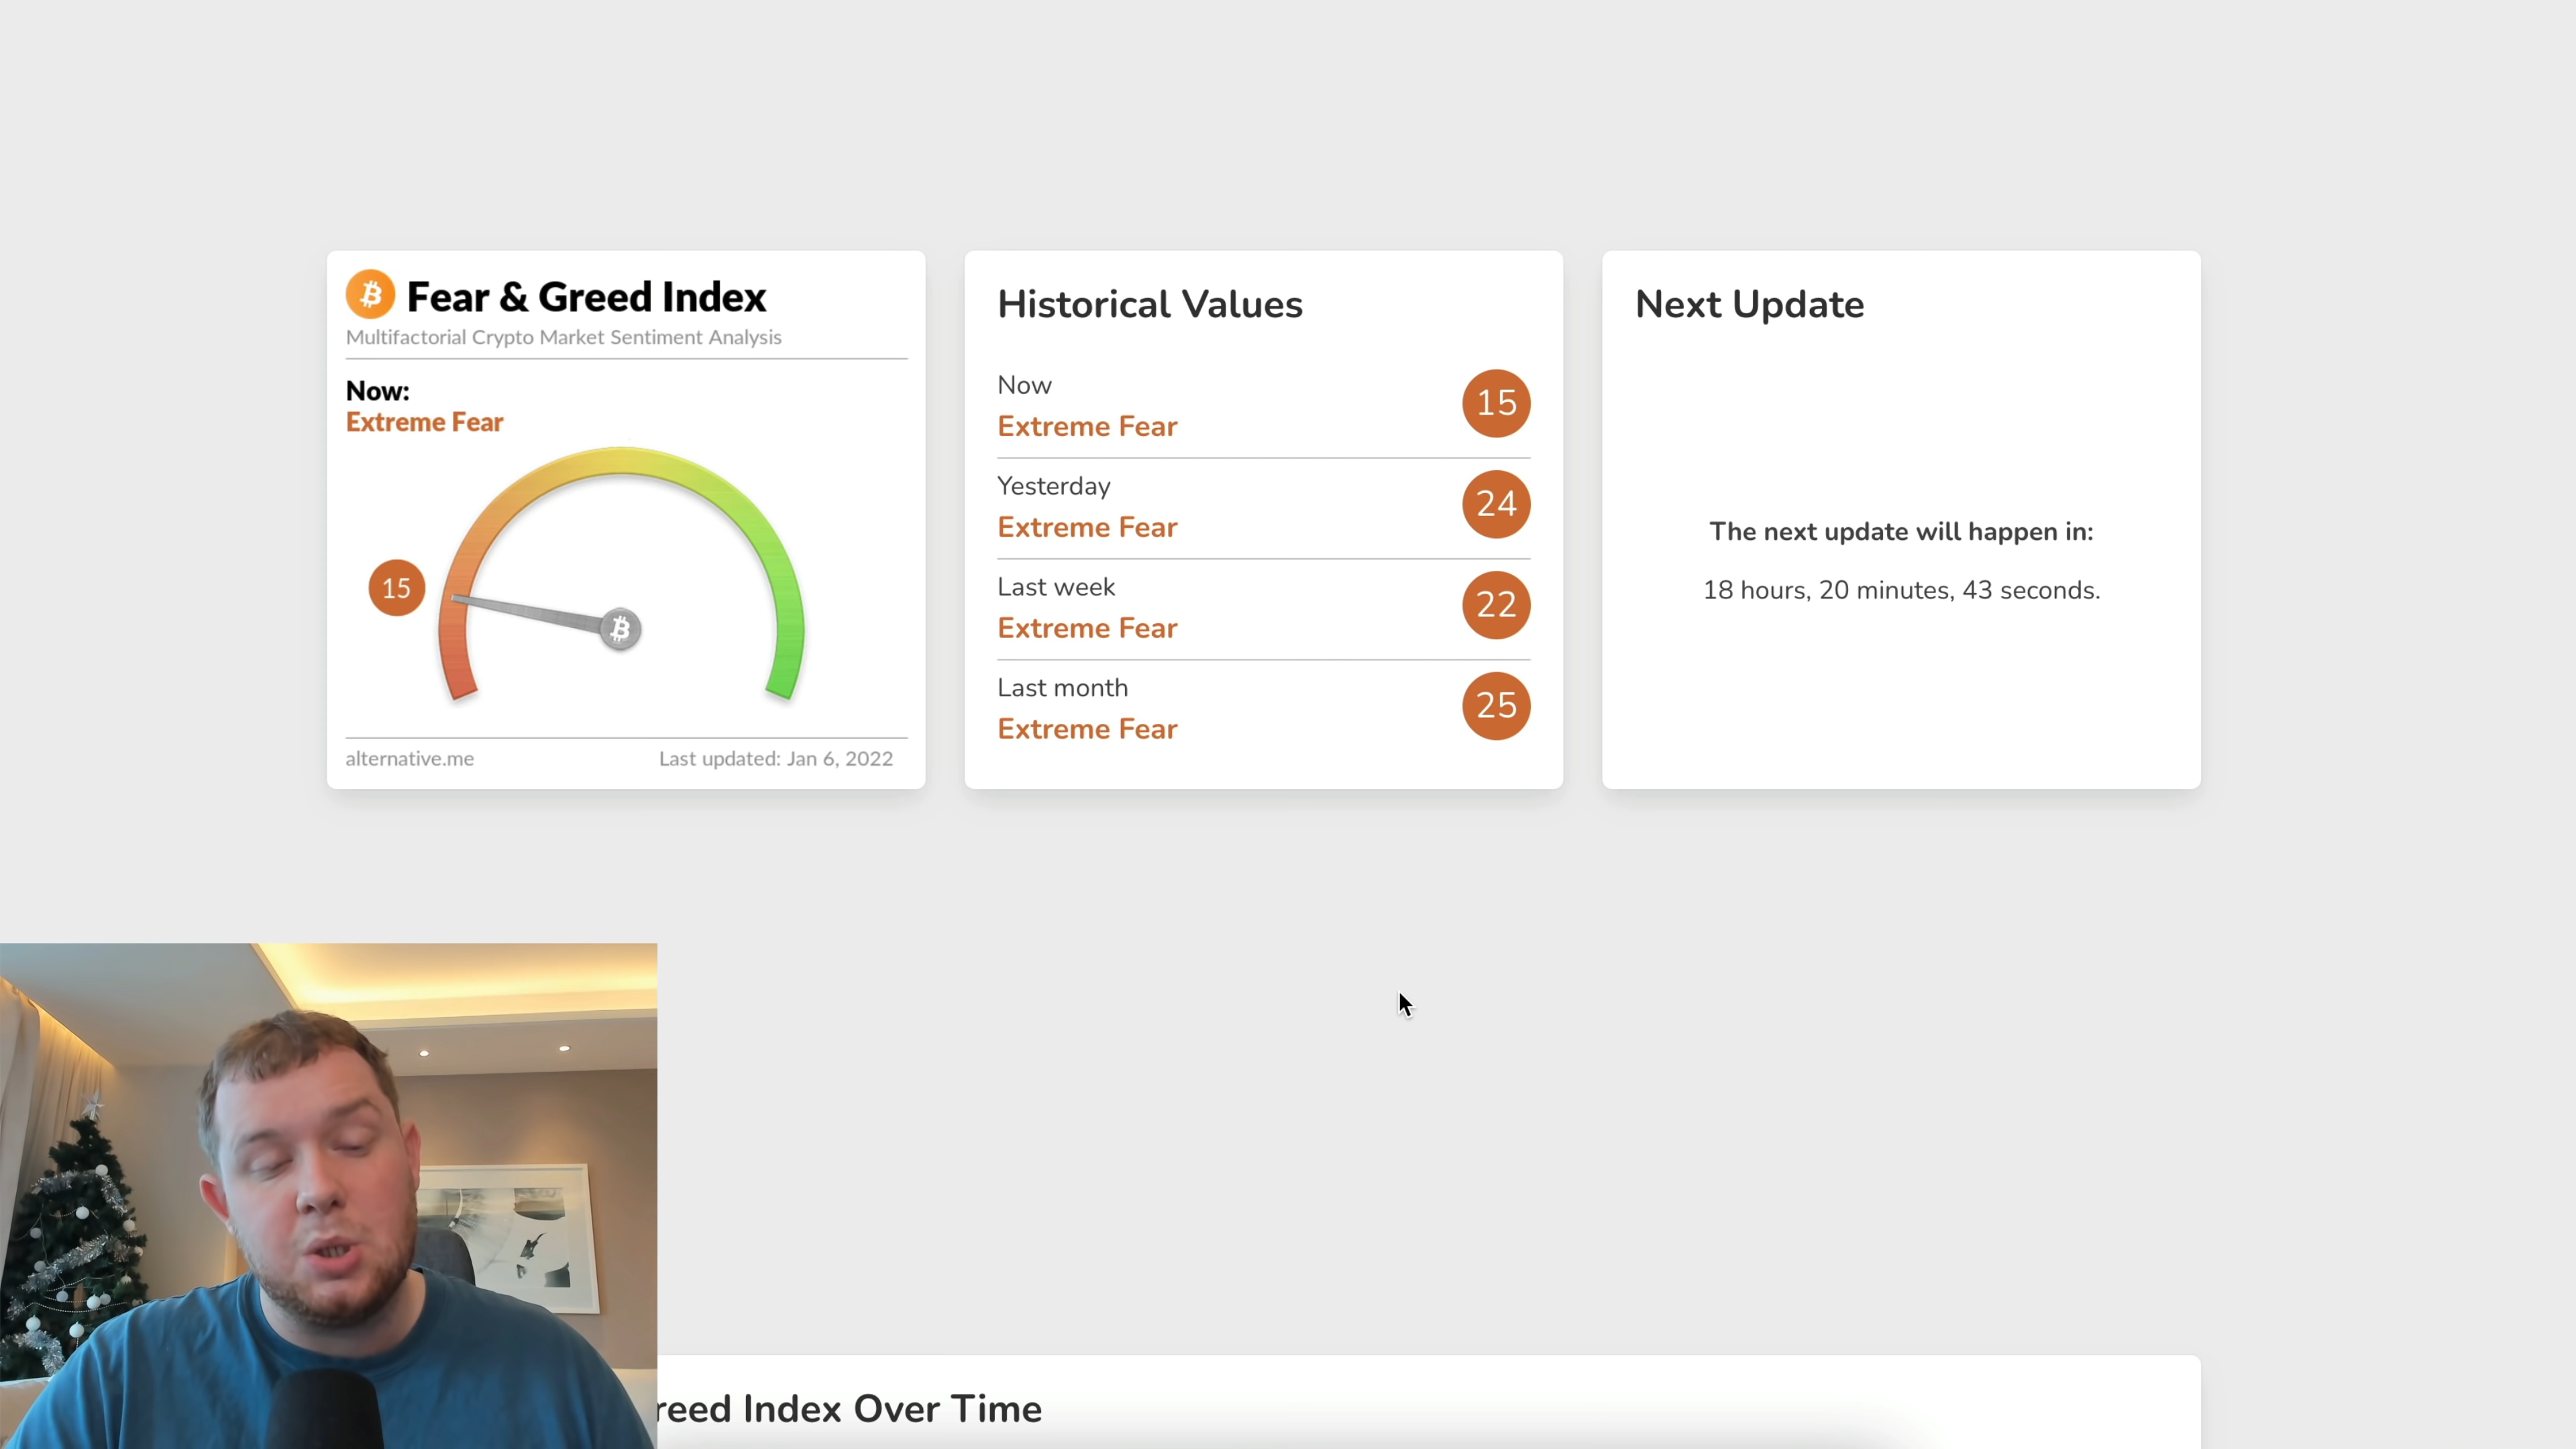 Fear & Greed Index
Multifactorial Crypto Market Sentiment Analysis
Now:
Extreme Fear
15
alternative.me
Last updated: Jan 6, 2022
Historical Values
Now
Extreme Fear
15
Yesterday
Extreme Fear
24
Last week
Extreme Fear
22
Last month
Extreme Fear
25
Next Update
The next update will happen in:
18 hours, 20 minutes, 43 seconds.
reed Index Over Time